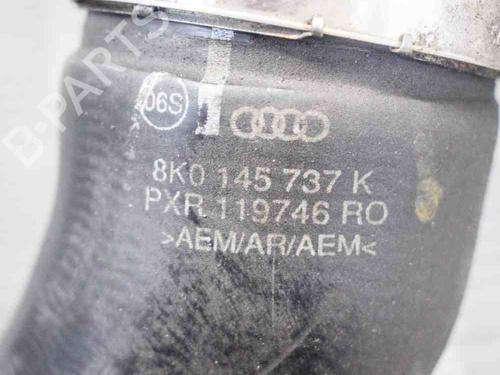 06S
8K0 145 737 K
PXR 119746 RO
>AEM/AR/AEM<
B-PARTS